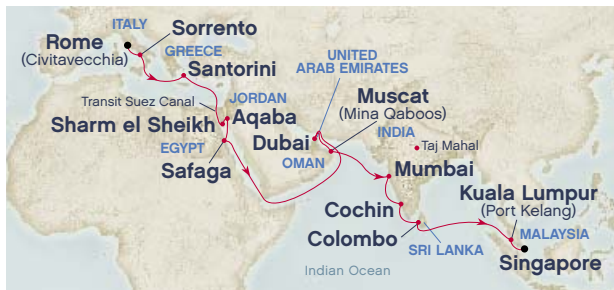 ITALY
Rome
(Civitavecchia)
Sorrento
GREECE
Santorini
Transit Suez Canal
JORDAN
Aqaba
Sharm el Sheikh
EGYPT
Safaga
UNITED
ARAB EMIRATES
Dubai
Muscat
(Mina Qaboos)
OMAN
INDIA
Taj Mahal
Mumbai
Cochin
Colombo
SRI LANKA
Kuala Lumpur
(Port Kelang)
MALAYSIA
Singapore
Indian Ocean